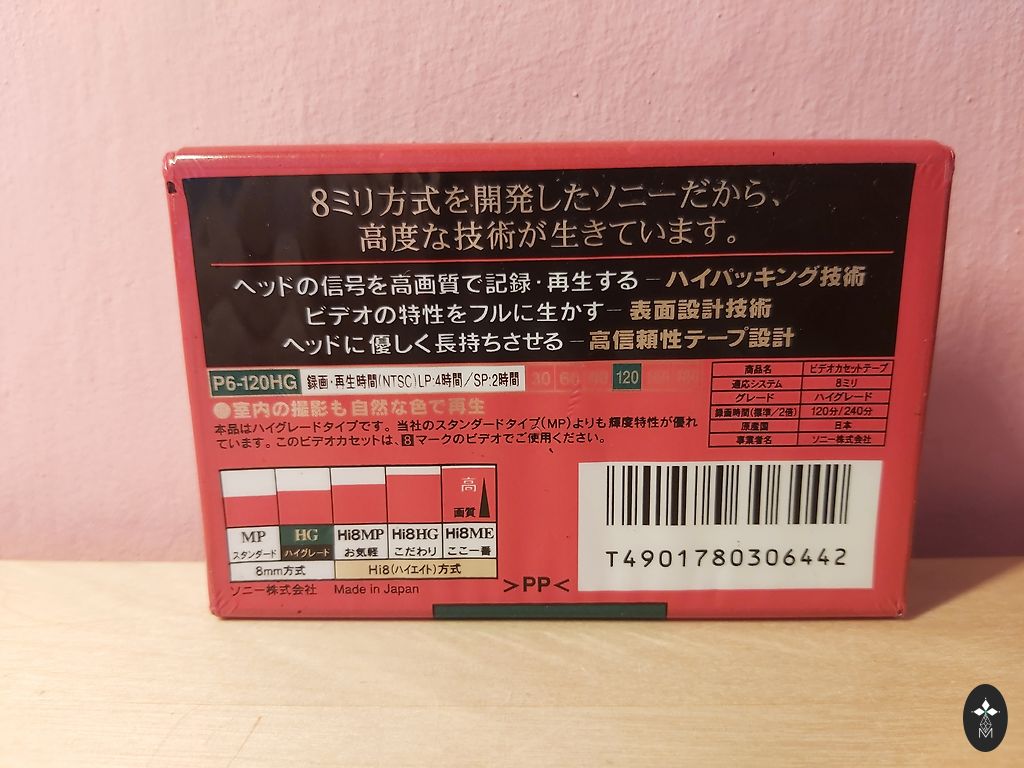 8ミリ方式を開発したソニーだから、
高度な技術が生きています。
ヘッドの信号を高画質で記録・再生する－ハイパッキング技術
ビデオの特性をフルに生かす－表面設計技術
ヘッドに優しく長持ちさせる－高信頼性テープ設計
P6-120HG 録画・再生時間(NTSC)LP:4時間/SP:2時間 30 60 120
●室内の撮影も自然な色で再生
本品はハイグレードタイプです。当社のスタンダードタイプ(MP)よりも輝度特性が優れ
ています。このビデオカセットは、8マークのビデオでご使用ください。
商品名 ビデオカセットテープ
適応システム 8ミリ
グレード ハイグレード
録画時間(標準/2倍) 120分/240分
原産国 日本
事業者名 ソニー株式会社
高
画質
MP HG Hi8MP Hi8HG Hi8ME
スタンダード ハイグレード お気軽 こだわり ここ一番
8mm方式 Hi8(ハイエイト)方式
ソニー株式会社 Made in Japan
>PP<
T4901780306442
M